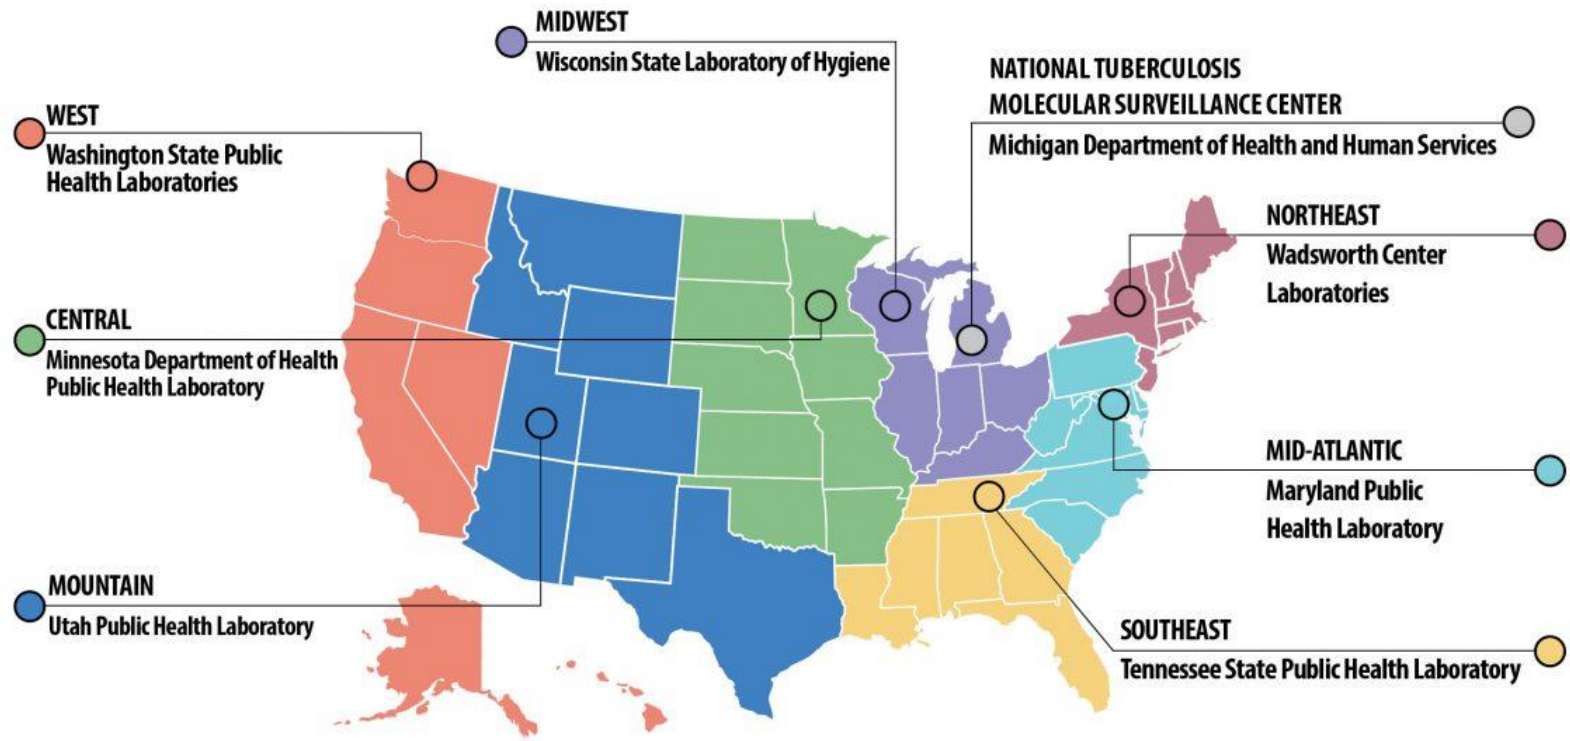 MIDWEST
Wisconsin State Laboratory of Hygiene
NATIONAL TUBERCULOSIS
MOLECULAR SURVEILLANCE CENTER
Michigan Department of Health and Human Services
WEST
Washington State Public
Health Laboratories
NORTHEAST
Wadsworth Center
Laboratories
CENTRAL
Minnesota Department of Health
Public Health Laboratory
MID-ATLANTIC
Maryland Public
Health Laboratory
MOUNTAIN
Utah Public Health Laboratory
SOUTHEAST
Tennessee State Public Health Laboratory